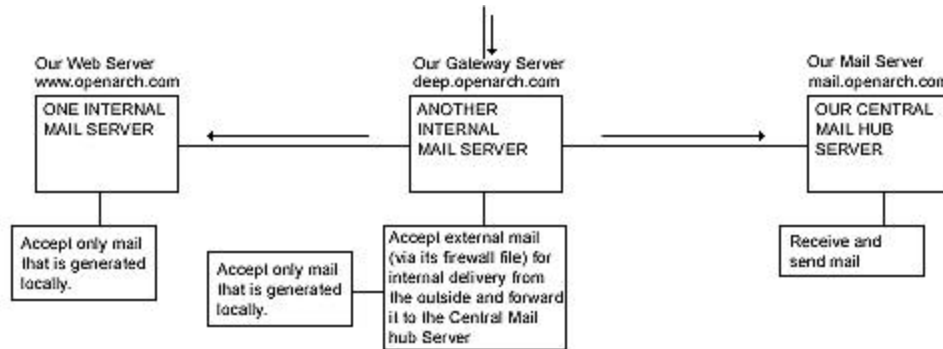 Our Web Server
www.openarch.com
ONE INTERNAL
MAIL SERVER
Accept only mail
that is generated
locally.
Our Gateway Server
deep.openarch.com
ANOTHER
INTERNAL
MAIL SERVER
Accept only mail
that is generated
locally.
Accept external mail
(via its firewall file) for
internal delivery from
the outside and forward
it to the Central Mail
hub Server
Our Mail Server
mail.openarch.com
OUR CENTRAL
MAIL HUB
SERVER
Receive and
send mail